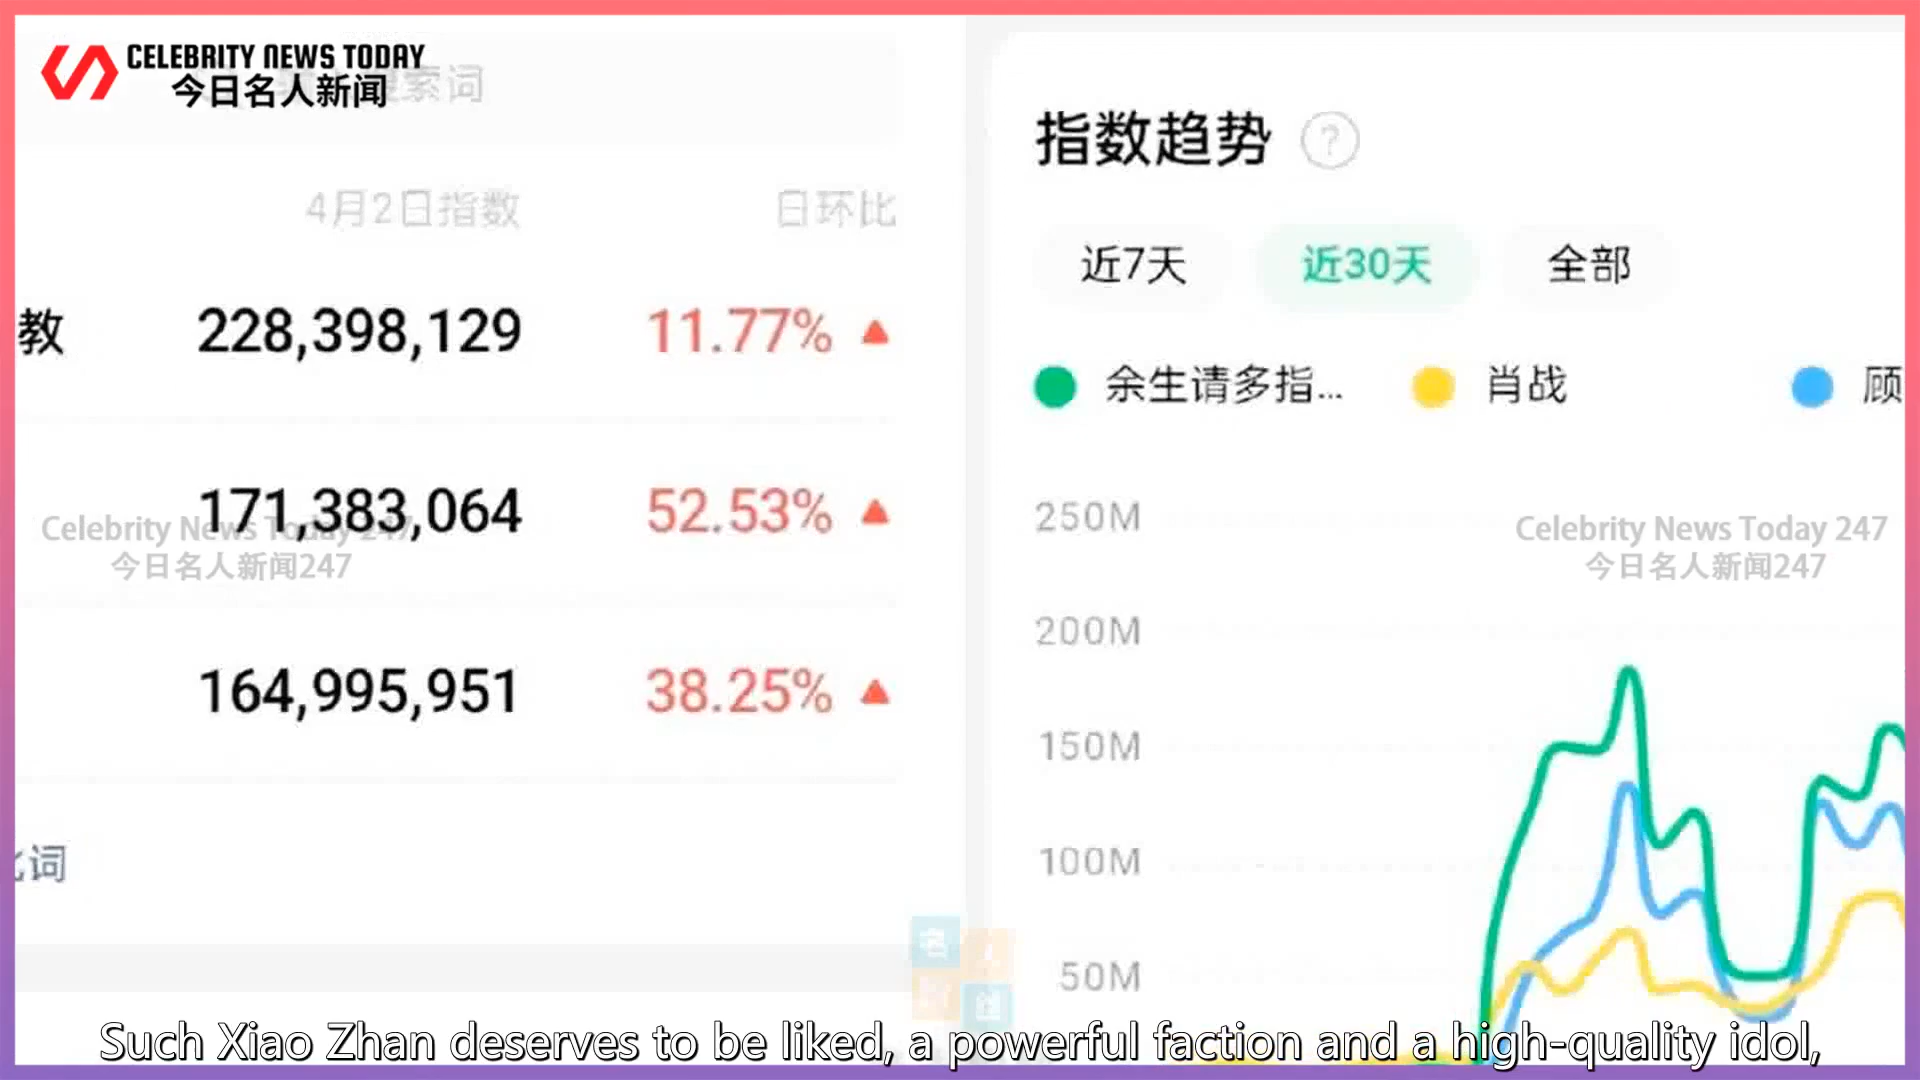 CELEBRITY NEWS TODAY
今日名人新闻
索词
4月2日指数 日环比
教 228,398,129 11.77%
171,383,064 52.53%
164,995,951 38.25%
比词
指数趋势 ?
近7天 近30天 全部
余生请多指... 肖战 顾
250M
200M
150M
100M
50M
Celebrity News Today 247
今日名人新闻247
Celebrity News Today 247
今日名人新闻247
Such Xiao Zhan deserves to be liked, a powerful faction and a high-quality idol,